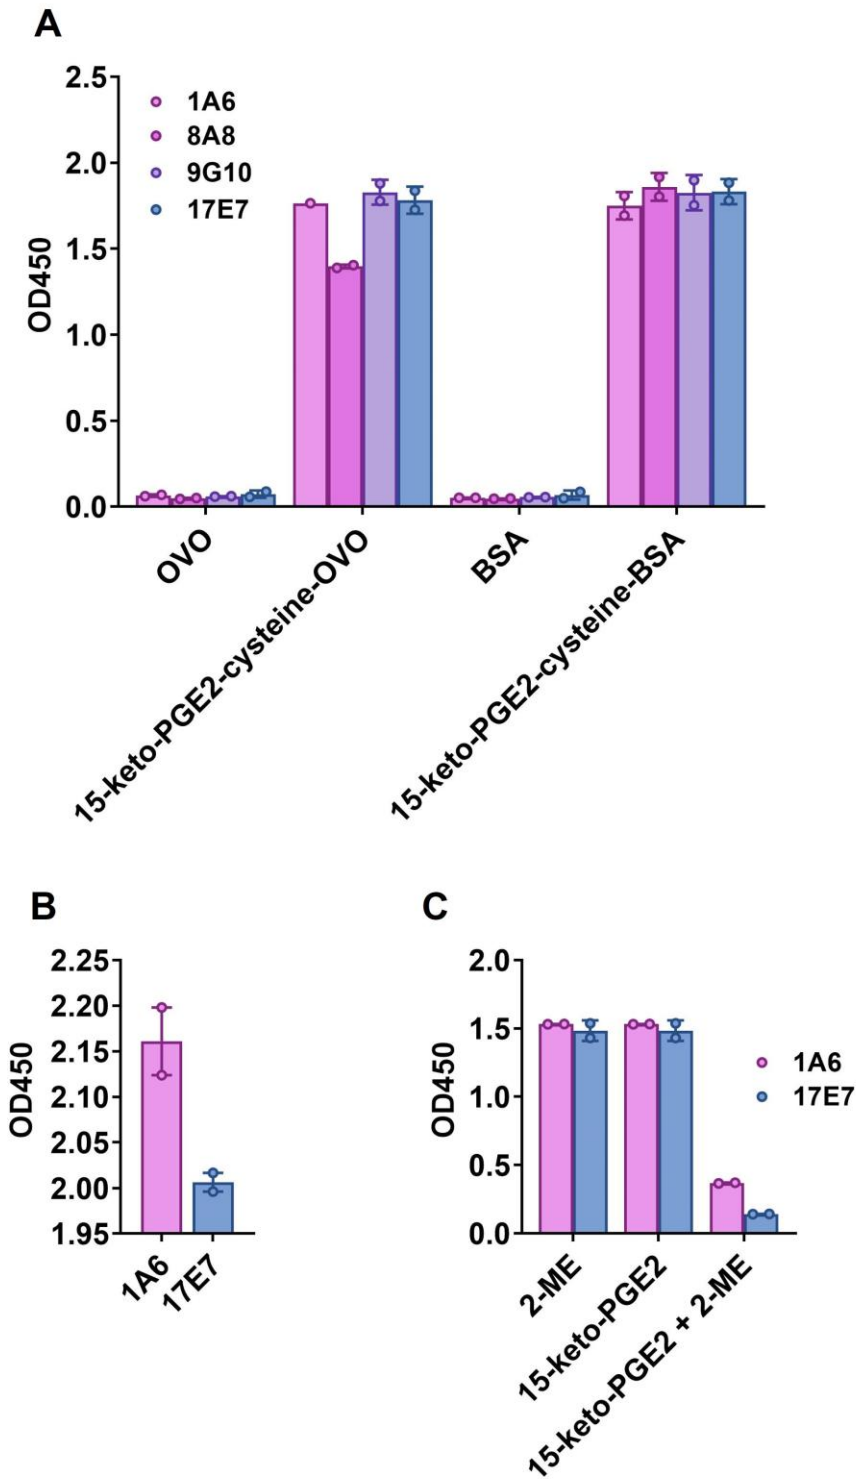 A
2.5
2.0
1.5
1.0
0.5
0.0
OD450
1A6
8A8
9G10
17E7
OVO
15-keto-PGE2-cysteine-OVO
BSA
15-keto-PGE2-cysteine-BSA
B
2.25
2.20
2.15
2.10
2.05
2.00
1.95
OD450
1A6
17E7
C
2.0
1.5
1.0
0.5
0.0
OD450
1A6
17E7
2-ME
15-keto-PGE2
15-keto-PGE2 + 2-ME